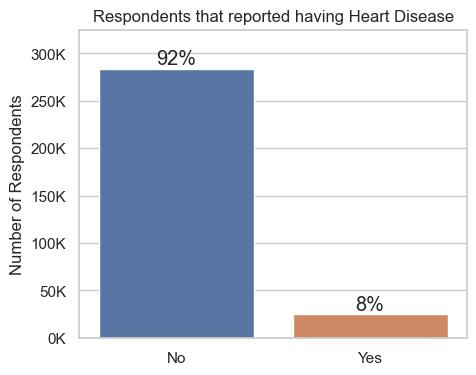 Respondents that reported having Heart Disease
Number of Respondents
300K
250K
200K
150K
100K
50K
0K
92%
8%
No
Yes